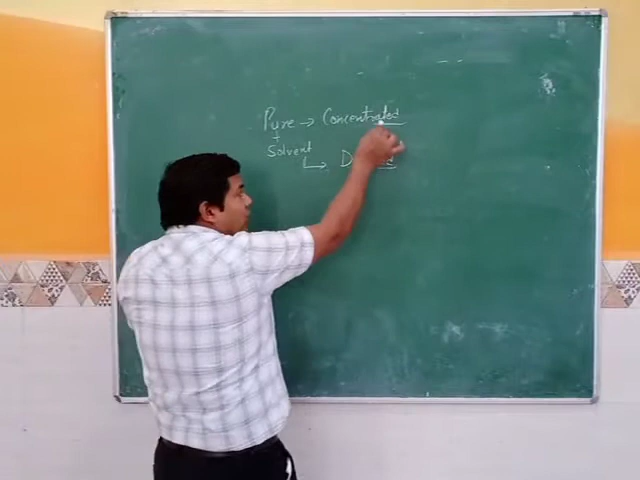 Pure → Concentrated
+
Solvent
↳